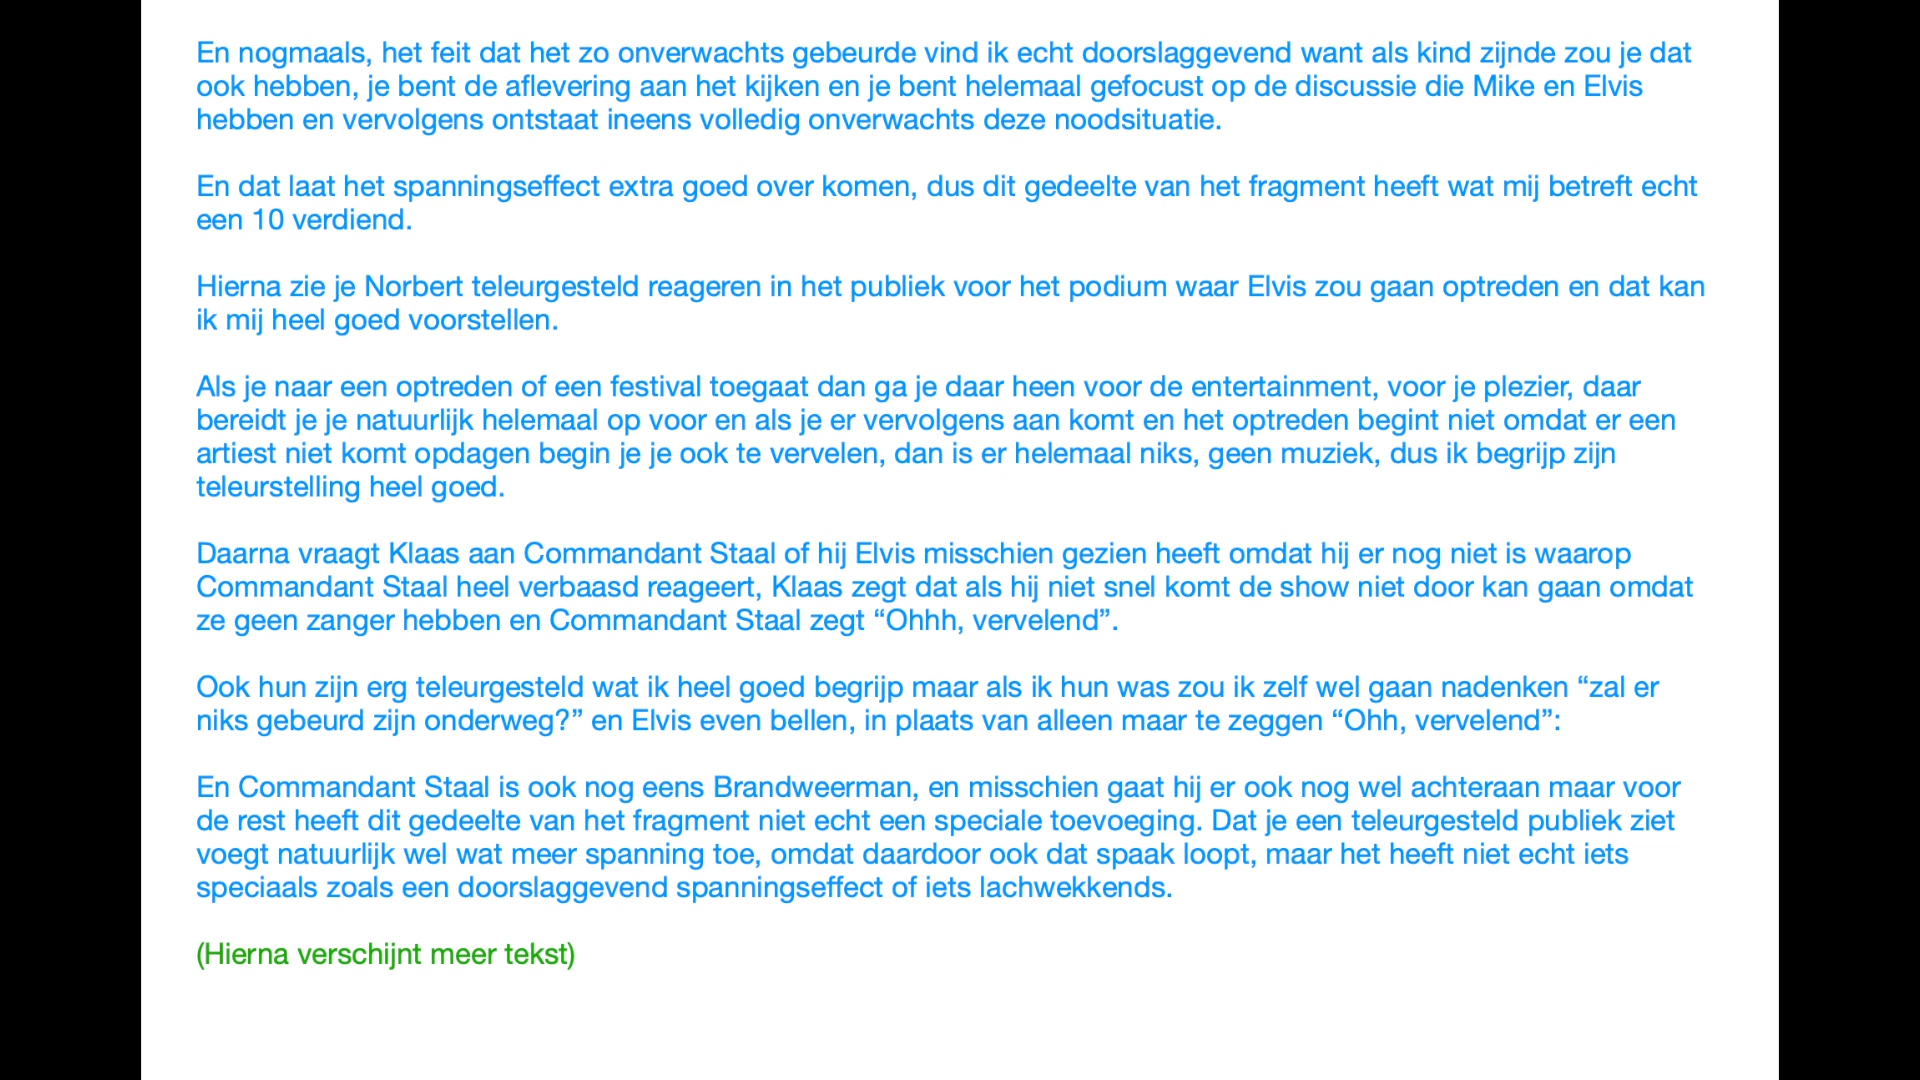 En nogmaals, het feit dat het zo onverwachts gebeurde vind ik echt doorslaggevend want als kind zijnde zou je dat
ook hebben, je bent de aflevering aan het kijken en je bent helemaal gefocust op de discussie die Mike en Elvis
hebben en vervolgens ontstaat ineens volledig onverwachts deze noodsituatie.
En dat laat het spanningseffect extra goed over komen, dus dit gedeelte van het fragment heeft wat mij betreft echt
een 10 verdiend.
Hierna zie je Norbert teleurgesteld reageren in het publiek voor het podium waar Elvis zou gaan optreden en dat kan
ik mij heel goed voorstellen.
Als je naar een optreden of een festival toegaat dan ga je daar heen voor de entertainment, voor je plezier, daar
bereidt je je natuurlijk helemaal op voor en als je er vervolgens aan komt en het optreden begint niet omdat er een
artiest niet komt opdagen begin je je ook te vervelen, dan is er helemaal niks, geen muziek, dus ik begrijp zijn
teleurstelling heel goed.
Daarna vraagt Klaas aan Commandant Staal of hij Elvis misschien gezien heeft omdat hij er nog niet is waarop
Commandant Staal heel verbaasd reageert, Klaas zegt dat als hij niet snel komt de show niet door kan gaan omdat
ze geen zanger hebben en Commandant Staal zegt “Ohhh, vervelend”.
Ook hun zijn erg teleurgesteld wat ik heel goed begrijp maar als ik hun was zou ik zelf wel gaan nadenken “zal er
niks gebeurd zijn onderweg?” en Elvis even bellen, in plaats van alleen maar te zeggen “Ohh, vervelend”:
En Commandant Staal is ook nog eens Brandweerman, en misschien gaat hij er ook nog wel achteraan maar voor
de rest heeft dit gedeelte van het fragment niet echt een speciale toevoeging. Dat je een teleurgesteld publiek ziet
voegt natuurlijk wel wat meer spanning toe, omdat daardoor ook dat spaak loopt, maar het heeft niet echt iets
speciaals zoals een doorslaggevend spanningseffect of iets lachwekkends.
(Hierna verschijnt meer tekst)